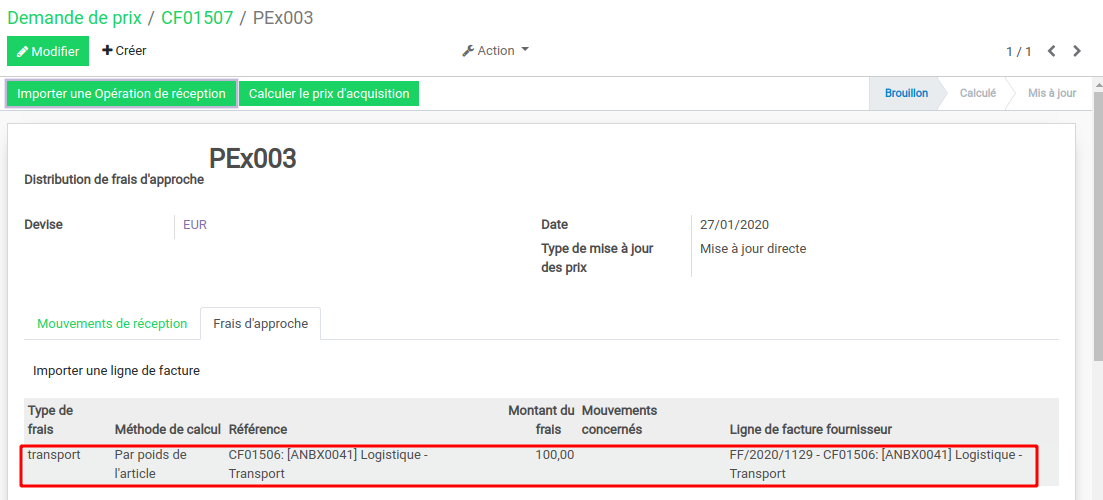 Demande de prix / CF01507 / PEx003
Modifier
Créer
Action
1 / 1
Importer une Opération de réception
Calculer le prix d'acquisition
Brouillon
Calculé
Mis à jour
PEx003
Distribution de frais d'approche
Devise
EUR
Date
27/01/2020
Type de mise à jour
des prix
Mise à jour directe
Mouvements de réception
Frais d'approche
Importer une ligne de facture
Type de
frais
Méthode de calcul
Référence
Montant du
frais
Mouvements
concernés
Ligne de facture fournisseur
transport
Par poids de
l'article
CF01506: [ANBX0041] Logistique -
Transport
100,00
FF/2020/1129 - CF01506: [ANBX0041] Logistique -
Transport